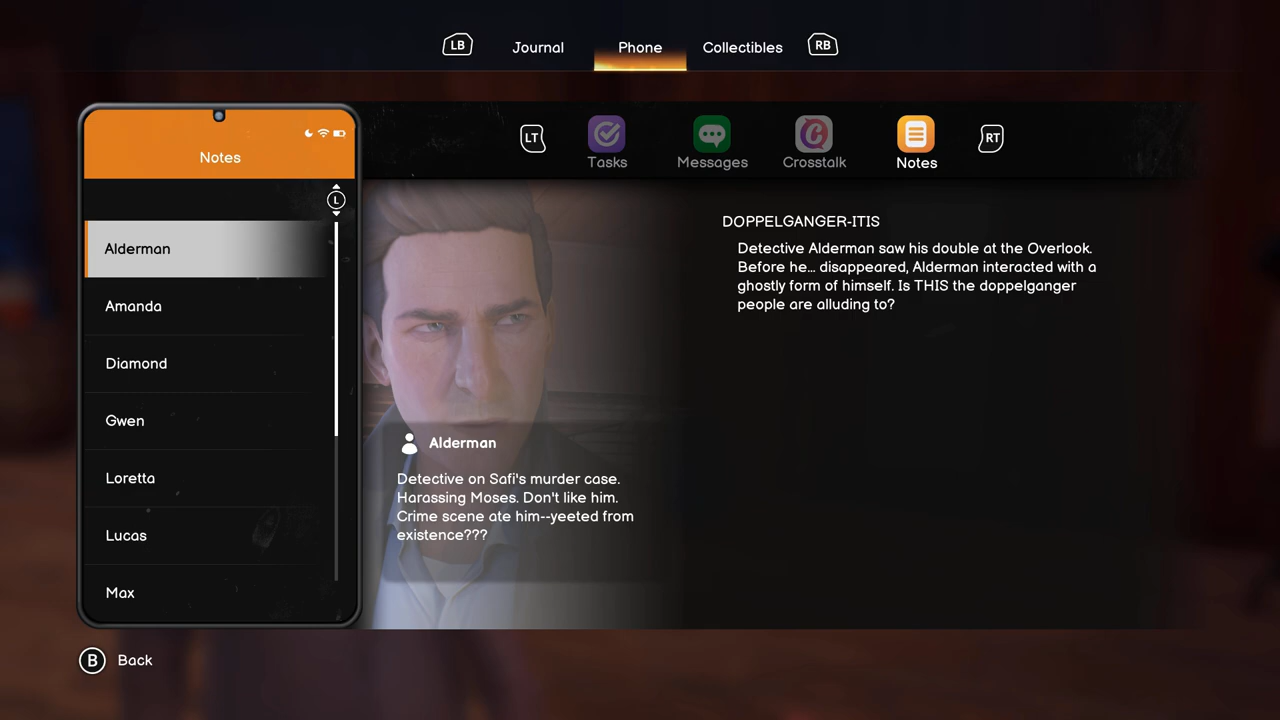 LB
Journal
Phone
Collectibles
RB
Notes
LT
Tasks
Messages
Crosstalk
Notes
RT
L
Alderman
Amanda
Diamond
Gwen
Loretta
Lucas
Max
Alderman
Detective on Safi's murder case.
Harassing Moses. Don't like him.
Crime scene ate him--yeeted from
existence???
DOPPELGANGER-ITIS
Detective Alderman saw his double at the Overlook.
Before he... disappeared, Alderman interacted with a
ghostly form of himself. Is THIS the doppelganger
people are alluding to?
B
Back